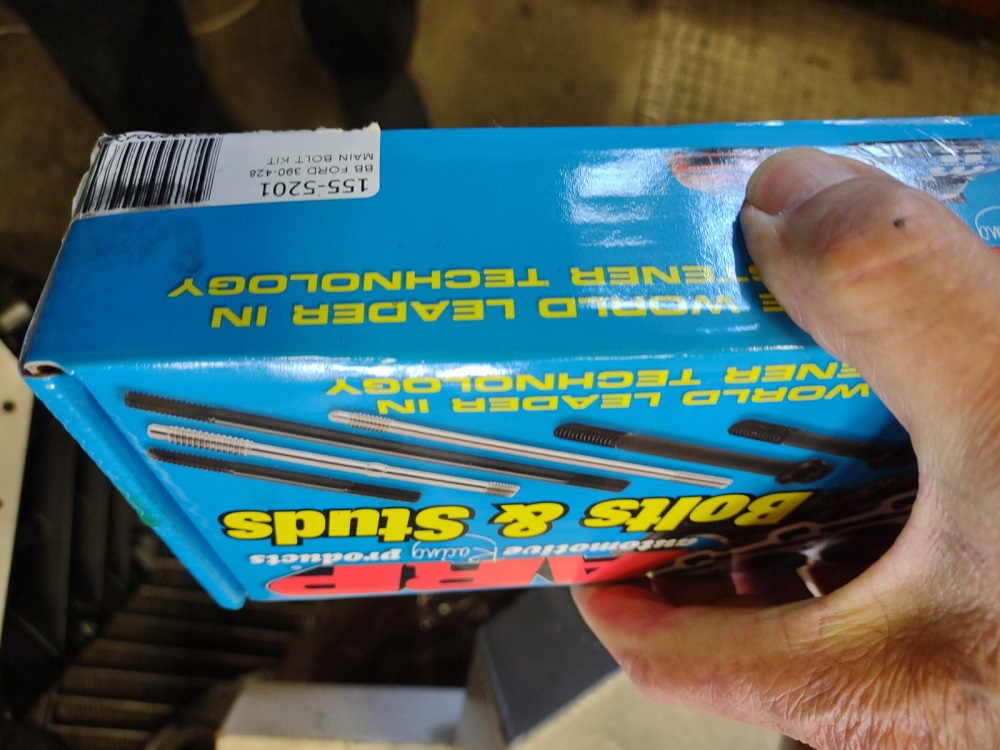 155-5201
BB FORD 390-428
MAIN BOLT KIT
WORLD LEADER IN
TECHNOLOGY
WORLD LEADER IN
TECHNOLOGY
ARP
automotive Racing products
Bolts & Studs